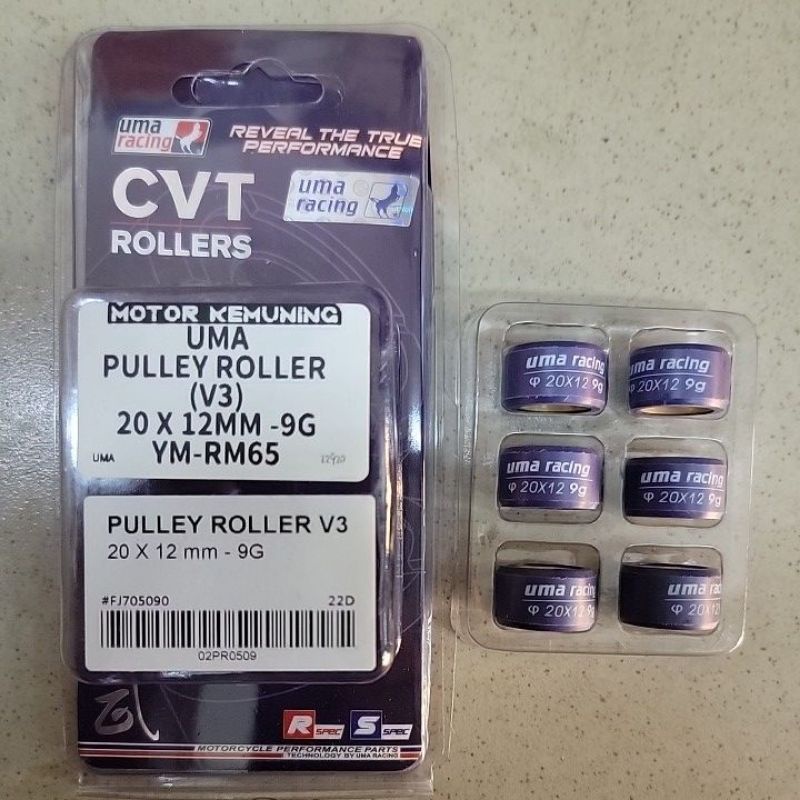 uma
racing
REVEAL THE TRUE
PERFORMANCE
CVT
ROLLERS
uma
racing
MOTOR KEMUNING
UMA
PULLEY ROLLER
(V3)
20 X 12MM -9G
YM-RM65
UMA
PULLEY ROLLER V3
20 X 12 mm - 9G
#FJ705090 22D
02PR0509
R SPEC S SPEC
MOTORCYCLE PERFORMANCE PARTS
TECHNOLOGY BY UMA RACING
uma racing
φ 20X12 9g
uma racing
φ 20X12 9g
uma racing
φ 20X12 9g
uma racing
φ 20X12 9g
uma racing
φ 20X12 9g
uma racing
φ 20X12